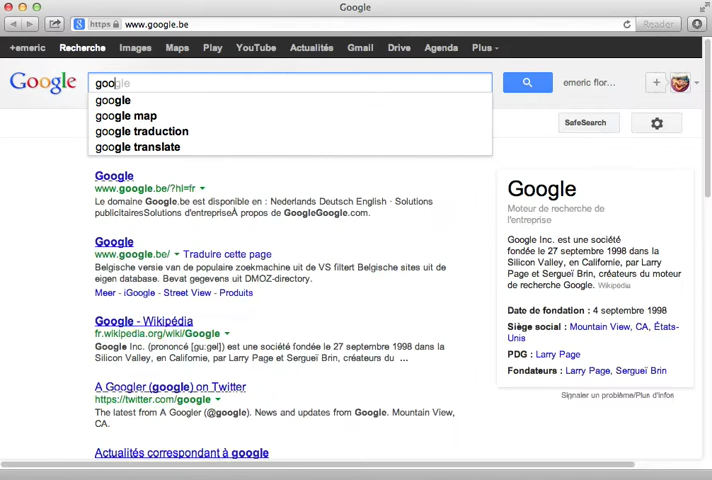 Google
https www.google.be Reader
+emeric Recherche Images Maps Play YouTube Actualités Gmail Drive Agenda Plus
Google google emeric flor... +
google
google map
google traduction
google translate
SafeSearch
Google
www.google.be/?hl=fr
Le domaine Google.be est disponible en : Nederlands Deutsch English · Solutions
publicitairesSolutions d'entrepriseÀ propos de GoogleGoogle.com.
Google
www.google.be/ Traduire cette page
Belgische versie van de populaire zoekmachine uit de VS filtert Belgische sites uit de
eigen database. Bevat gegevens uit DMOZ-directory.
Meer - iGoogle - Street View - Produits
Google - Wikipédia
fr.wikipedia.org/wiki/Google
Google Inc. (prononcé [guːgəl]) est une société fondée le 27 septembre 1998 dans la
Silicon Valley, en Californie, par Larry Page et Sergueï Brin, créateurs du ...
A Googler (google) on Twitter
https://twitter.com/google
The latest from A Googler (@google). News and updates from Google. Mountain View,
CA.
Actualités correspondant à google
Google
Moteur de recherche de
l'entreprise
Google Inc. est une société
fondée le 27 septembre 1998 dans la
Silicon Valley, en Californie, par Larry
Page et Sergueï Brin, créateurs du moteur
de recherche Google. Wikipédia
Date de fondation : 4 septembre 1998
Siège social : Mountain View, CA, États-
Unis
PDG : Larry Page
Fondateurs : Larry Page, Sergueï Brin
Signaler un problème/Plus d'infos